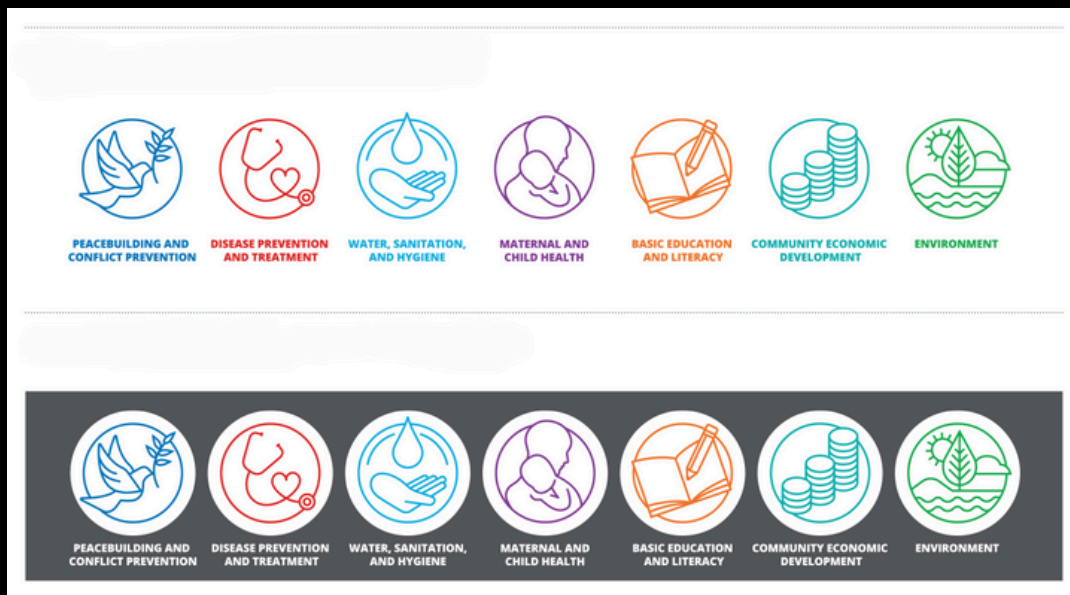 PEACEBUILDING AND
CONFLICT PREVENTION
DISEASE PREVENTION
AND TREATMENT
WATER, SANITATION,
AND HYGIENE
MATERNAL AND
CHILD HEALTH
BASIC EDUCATION
AND LITERACY
COMMUNITY ECONOMIC
DEVELOPMENT
ENVIRONMENT
PEACEBUILDING AND
CONFLICT PREVENTION
DISEASE PREVENTION
AND TREATMENT
WATER, SANITATION,
AND HYGIENE
MATERNAL AND
CHILD HEALTH
BASIC EDUCATION
AND LITERACY
COMMUNITY ECONOMIC
DEVELOPMENT
ENVIRONMENT